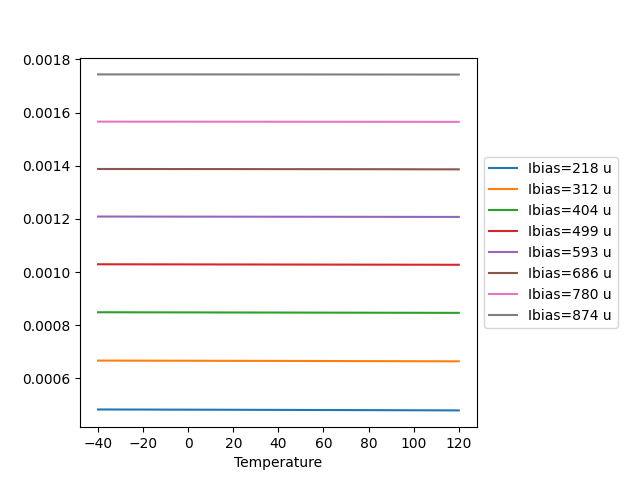 0.0018
0.0016
0.0014
0.0012
0.0010
0.0008
0.0006
−40 −20 0 20 40 60 80 100 120
Temperature
Ibias=218 u
Ibias=312 u
Ibias=404 u
Ibias=499 u
Ibias=593 u
Ibias=686 u
Ibias=780 u
Ibias=874 u